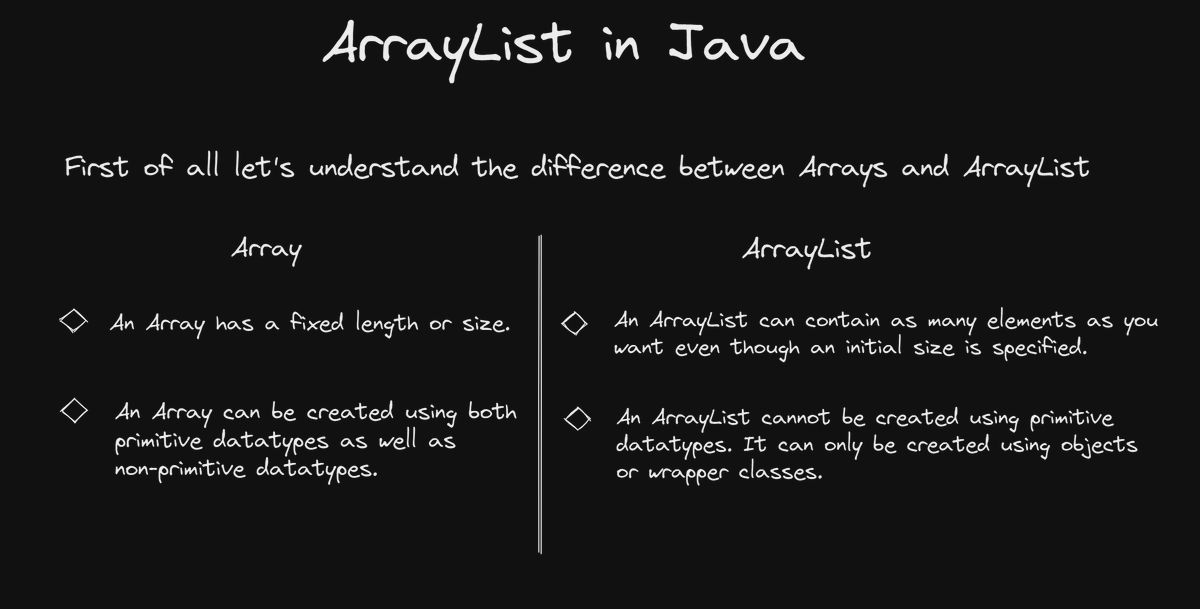 ArrayList in Java
First of all let's understand the difference between Arrays and ArrayList
Array
An Array has a fixed length or size.
An Array can be created using both
primitive datatypes as well as
non-primitive datatypes.
ArrayList
An ArrayList can contain as many elements as you
want even though an initial size is specified.
An ArrayList cannot be created using primitive
datatypes. It can only be created using objects
or wrapper classes.